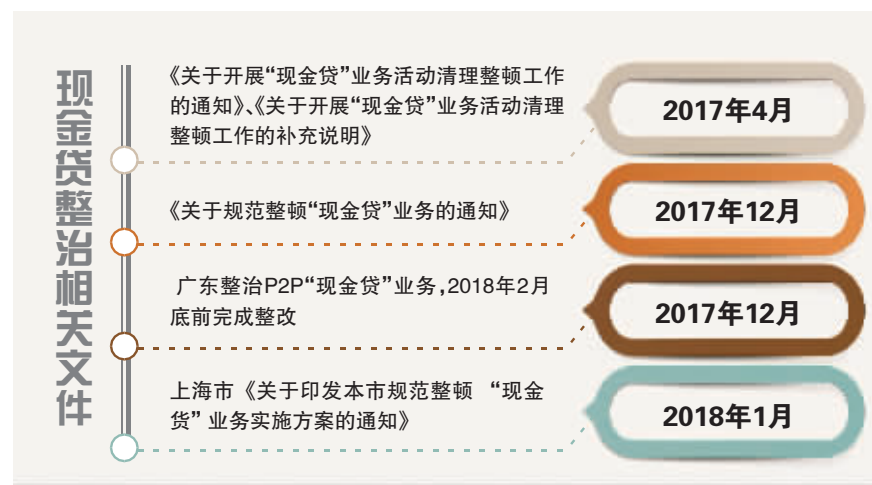 现金贷整治相关文件
《关于开展“现金贷”业务活动清理整顿工作
的通知》、《关于开展“现金贷”业务活动清理
整顿工作的补充说明》
2017年4月
《关于规范整顿“现金贷”业务的通知》
2017年12月
广东整治P2P“现金贷”业务,2018年2月
底前完成整改
2017年12月
上海市《关于印发本市规范整顿 “现金
货”业务实施方案的通知》
2018年1月